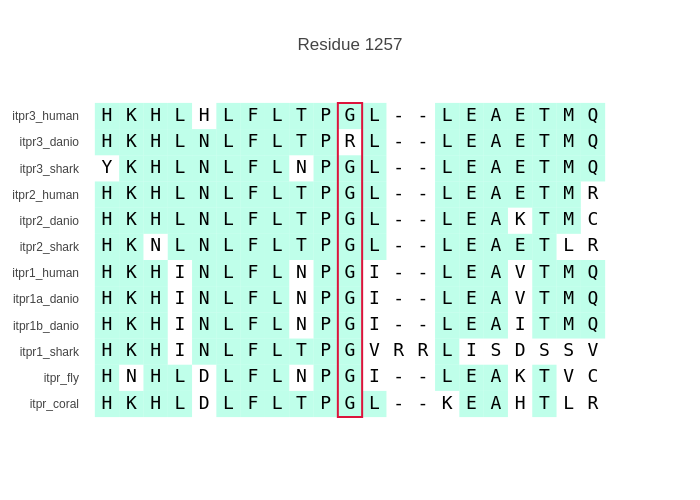 Residue 1257
itpr3_human H K H L H L F L T P G L - - L E A E T M Q
itpr3_danio H K H L N L F L T P R L - - L E A E T M Q
itpr3_shark Y K H L N L F L N P G L - - L E A E T M Q
itpr2_human H K H L N L F L T P G L - - L E A E T M R
itpr2_danio H K H L N L F L T P G L - - L E A K T M C
itpr2_shark H K N L N L F L T P G L - - L E A E T L R
itpr1_human H K H I N L F L N P G I - - L E A V T M Q
itpr1a_danio H K H I N L F L N P G I - - L E A V T M Q
itpr1b_danio H K H I N L F L N P G I - - L E A I T M Q
itpr1_shark H K H I N L F L T P G V R R L I S D S S V
itpr_fly H N H L D L F L N P G I - - L E A K T V C
itpr_coral H K H L D L F L T P G L - - K E A H T L R